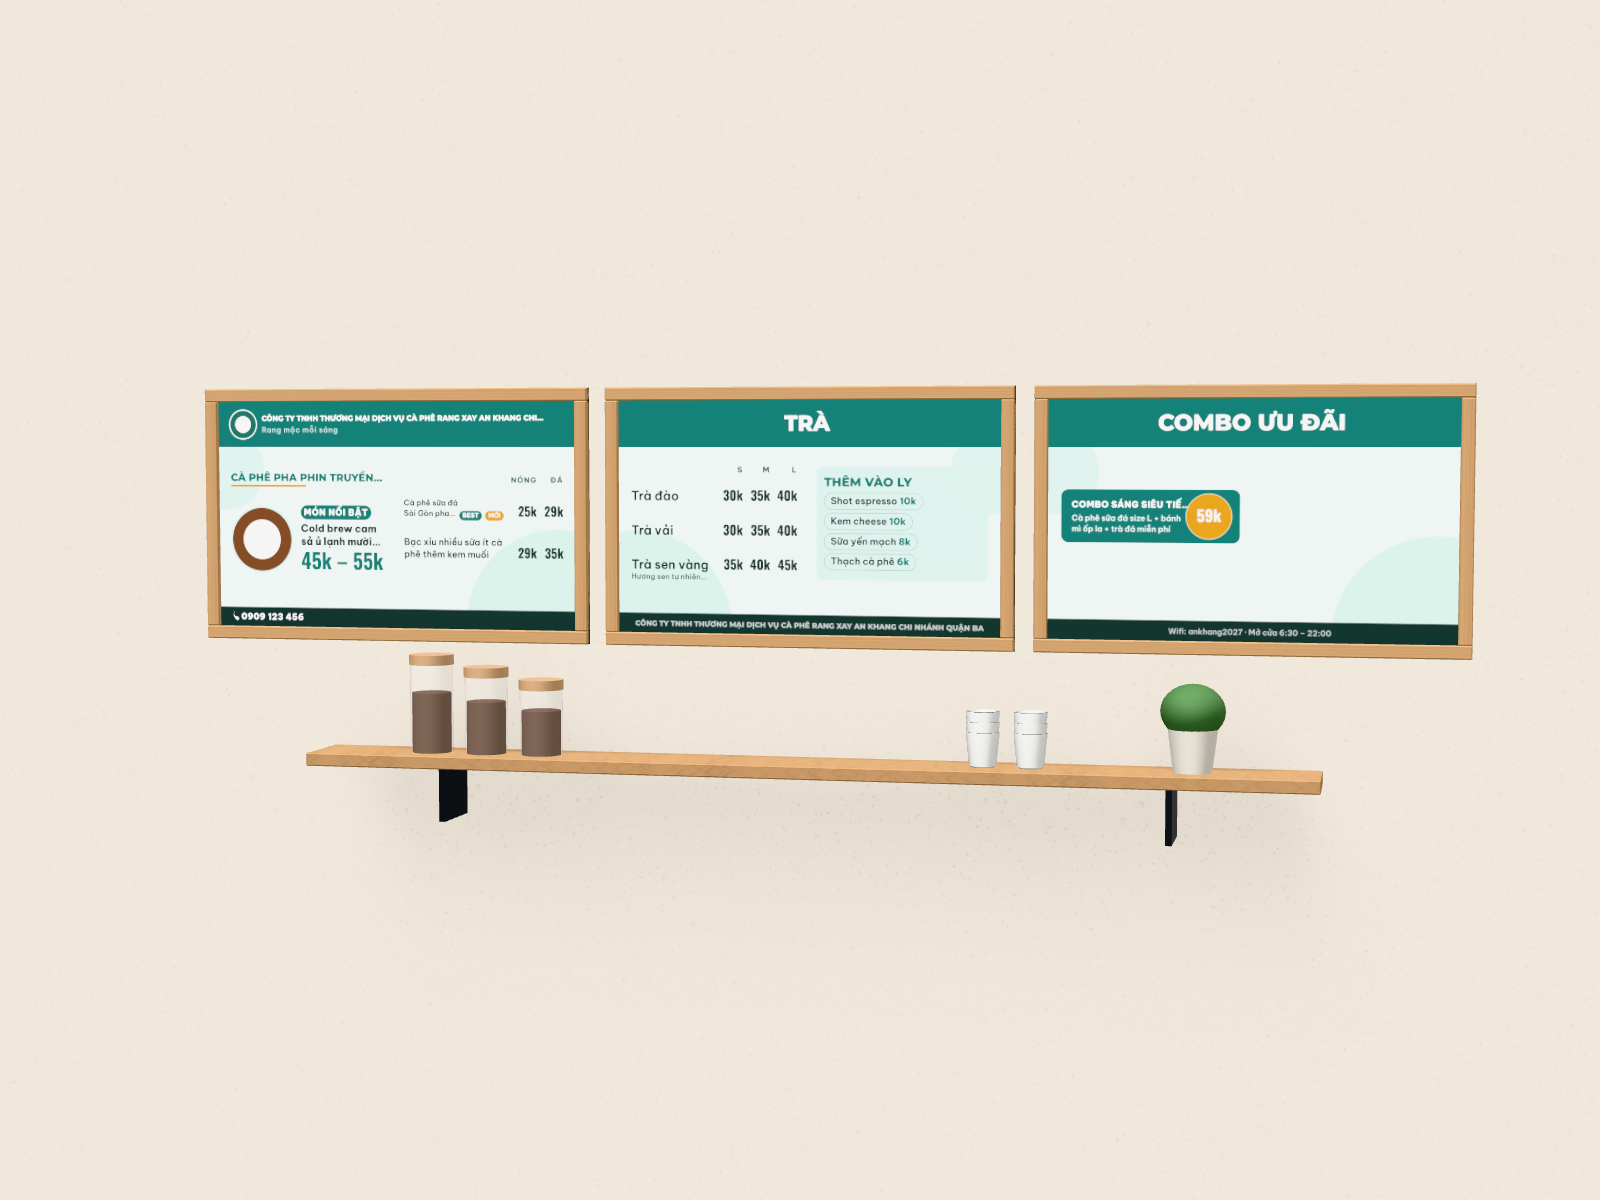 CÔNG TY TNHH THƯƠNG MẠI DỊCH VỤ CÀ PHÊ RANG XAY AN KHANG CHI...
Rang mộc mỗi sáng
CÀ PHÊ PHA PHIN TRUYỀN...
NÓNG ĐÁ
MÓN NỔI BẬT
Cold brew cam
sả ủ lạnh mười...
45k – 55k
Cà phê sữa đá
Sài Gòn pha... BEST MỚI 25k 29k
Bạc xỉu nhiều sữa ít cà
phê thêm kem muối 29k 35k
0909 123 456
TRÀ
S M L
Trà đào 30k 35k 40k
Trà vải 30k 35k 40k
Trà sen vàng 35k 40k 45k
Hương sen tự nhiên...
THÊM VÀO LY
Shot espresso 10k
Kem cheese 10k
Sữa yến mạch 8k
Thạch cà phê 6k
CÔNG TY TNHH THƯƠNG MẠI DỊCH VỤ CÀ PHÊ RANG XAY AN KHANG CHI NHÁNH QUẬN BA
COMBO ƯU ĐÃI
COMBO SÁNG SIÊU TIẾ...
Cà phê sữa đá size L + bánh
mì ốp la + trà đá miễn phí
59k
Wifi: ankhang2027 · Mở cửa 6:30 – 22:00